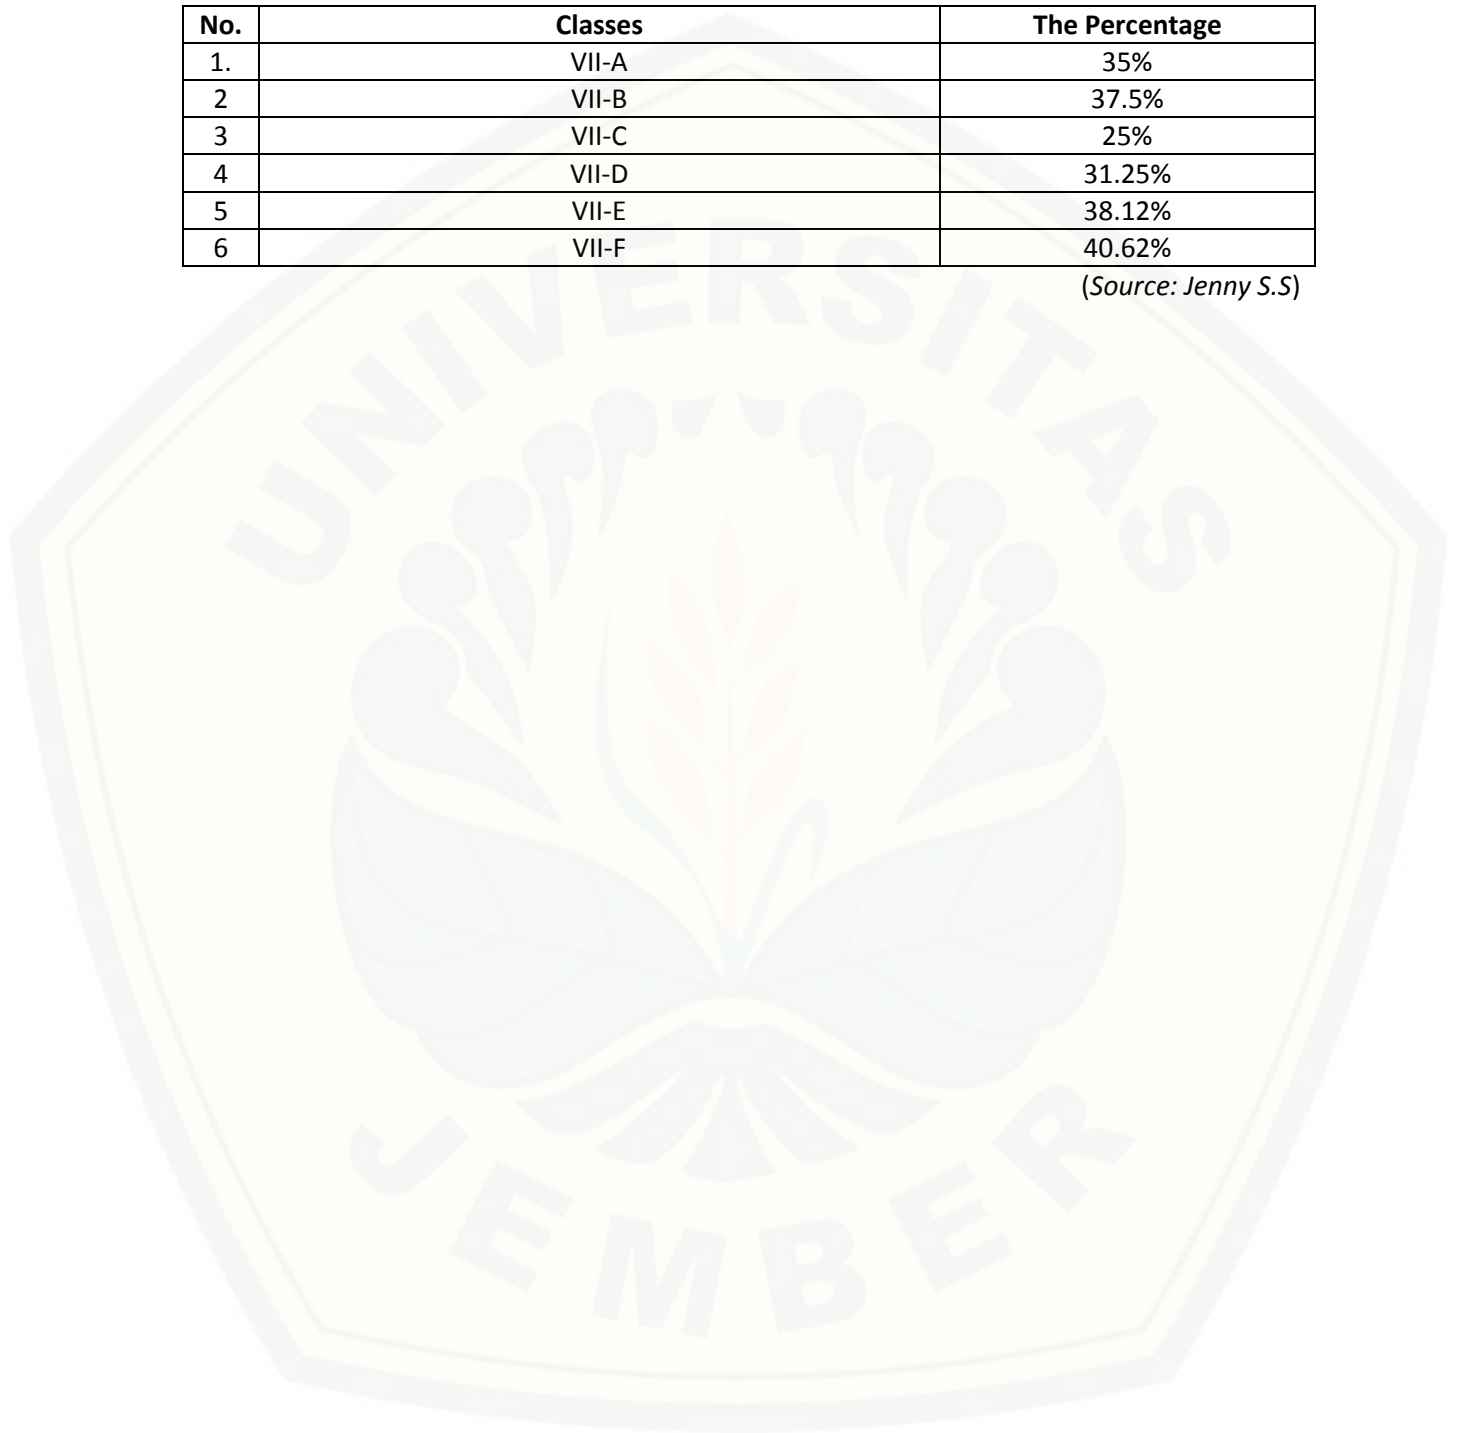 No. Classes The Percentage
1. VII-A 35%
2 VII-B 37.5%
3 VII-C 25%
4 VII-D 31.25%
5 VII-E 38.12%
6 VII-F 40.62%
(Source: Jenny S.S)
UNIVERSITAS
JEMBER